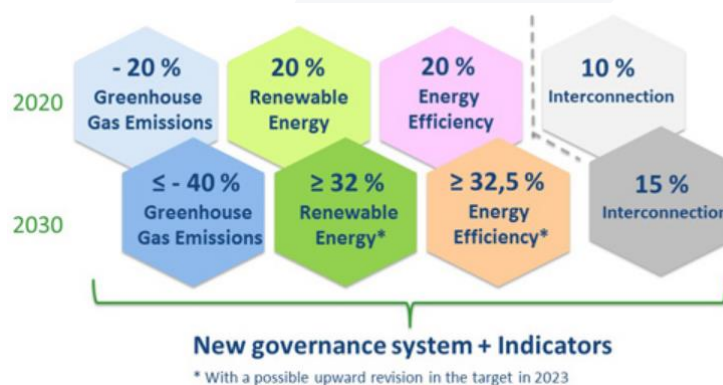 2020
- 20 %
Greenhouse
Gas Emissions
20 %
Renewable
Energy
20 %
Energy
Efficiency
10 %
Interconnection
2030
≤ - 40 %
Greenhouse
Gas Emissions
≥ 32 %
Renewable
Energy*
≥ 32,5 %
Energy
Efficiency*
15 %
Interconnection
New governance system + Indicators
* With a possible upward revision in the target in 2023